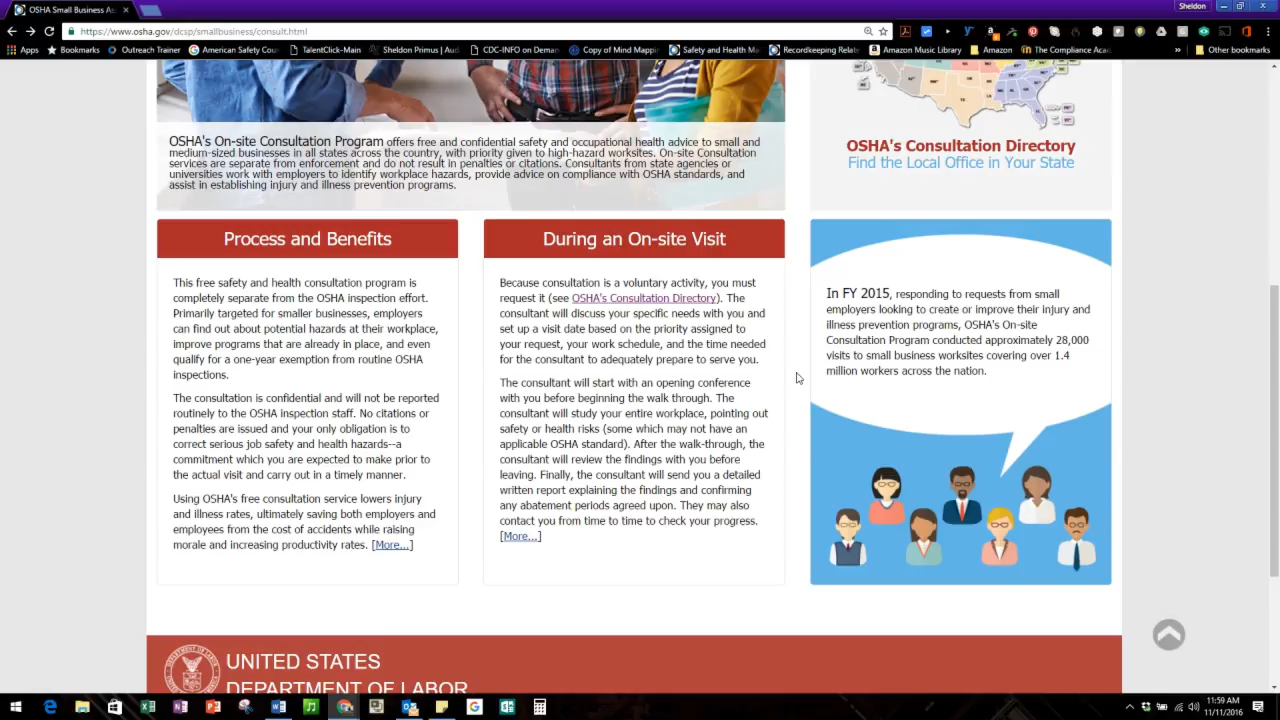 OSHA Small Business As
Sheldon
https://www.osha.gov/dcsp/smallbusiness/consult.html
Apps
Bookmarks
Outreach Trainer
American Safety Coun
TalentClick-Main
Sheldon Primus | Aud
CDC-INFO on Deman
Copy of Mind Mappin
Safety and Health Ma
Recordkeeping Relate
Amazon Music Library
Amazon
The Compliance Acad
Other bookmarks
OSHA's On-site Consultation Program offers free and confidential safety and occupational health advice to small and
medium-sized businesses in all states across the country, with priority given to high-hazard worksites. On-site Consultation
services are separate from enforcement and do not result in penalties or citations. Consultants from state agencies or
universities work with employers to identify workplace hazards, provide advice on compliance with OSHA standards, and
assist in establishing injury and illness prevention programs.
OSHA's Consultation Directory
Find the Local Office in Your State
Process and Benefits
This free safety and health consultation program is
completely separate from the OSHA inspection effort.
Primarily targeted for smaller businesses, employers
can find out about potential hazards at their workplace,
improve programs that are already in place, and even
qualify for a one-year exemption from routine OSHA
inspections.
The consultation is confidential and will not be reported
routinely to the OSHA inspection staff. No citations or
penalties are issued and your only obligation is to
correct serious job safety and health hazards--a
commitment which you are expected to make prior to
the actual visit and carry out in a timely manner.
Using OSHA's free consultation service lowers injury
and illness rates, ultimately saving both employers and
employees from the cost of accidents while raising
morale and increasing productivity rates. [More...]
During an On-site Visit
Because consultation is a voluntary activity, you must
request it (see OSHA's Consultation Directory). The
consultant will discuss your specific needs with you and
set up a visit date based on the priority assigned to
your request, your work schedule, and the time needed
for the consultant to adequately prepare to serve you.
The consultant will start with an opening conference
with you before beginning the walk through. The
consultant will study your entire workplace, pointing out
safety or health risks (some which may not have an
applicable OSHA standard). After the walk-through, the
consultant will review the findings with you before
leaving. Finally, the consultant will send you a detailed
written report explaining the findings and confirming
any abatement periods agreed upon. They may also
contact you from time to time to check your progress.
[More...]
In FY 2015, responding to requests from small
employers looking to create or improve their injury and
illness prevention programs, OSHA's On-site
Consultation Program conducted approximately 28,000
visits to small business worksites covering over 1.4
million workers across the nation.
UNITED STATES
DEPARTMENT OF LABOR
11:59 AM
11/11/2016